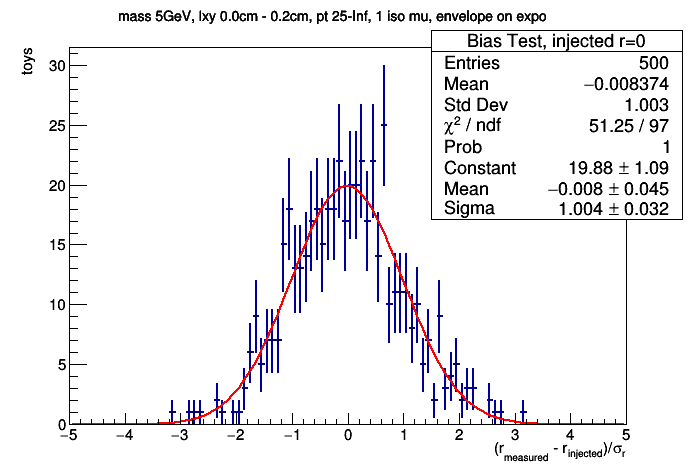 mass 5GeV, lxy 0.0cm - 0.2cm, pt 25-Inf, 1 iso mu, envelope on expo
Bias Test, injected r=0
Entries 500
Mean −0.008374
Std Dev 1.003
χ² / ndf 51.25 / 97
Prob 1
Constant 19.88 ± 1.09
Mean −0.008 ± 0.045
Sigma 1.004 ± 0.032
toys
30
25
20
15
10
5
0
−5 −4 −3 −2 −1 0 1 2 3 4 5
(r_measured - r_injected)/σ_r